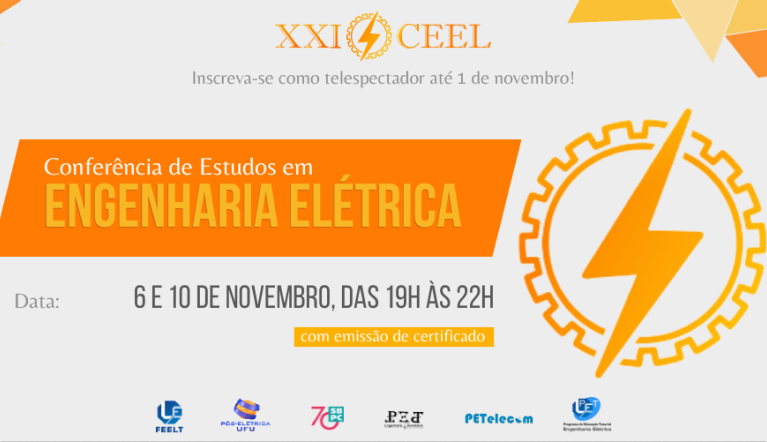 XXI CEEL
Inscreva-se como telespectador até 1 de novembro!
Conferência de Estudos em
ENGENHARIA ELÉTRICA
Data: 6 E 10 DE NOVEMBRO, DAS 19H ÀS 22H
com emissão de certificado
FEELT
PÓS-ELÉTRICA
UFU
70 SBPC
PET
PETelecom
PET
Programa de Educação Tutorial
Engenharia Elétrica